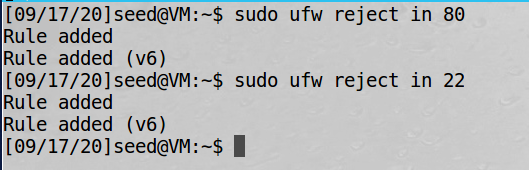 [09/17/20]seed@VM:~$ sudo ufw reject in 80
Rule added
Rule added (v6)
[09/17/20]seed@VM:~$ sudo ufw reject in 22
Rule added
Rule added (v6)
[09/17/20]seed@VM:~$